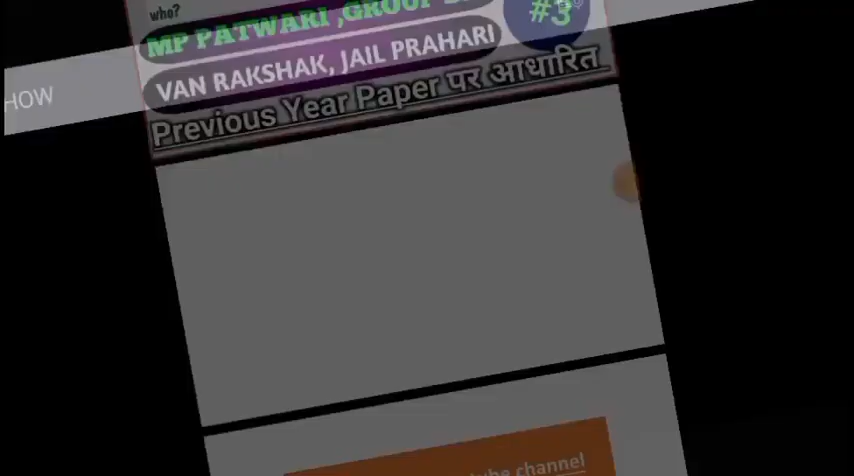 who?
MP PATWARI ,GROUP
#3
VAN RAKSHAK, JAIL PRAHARI
HOW
Previous Year Paper पर आधारित
channel